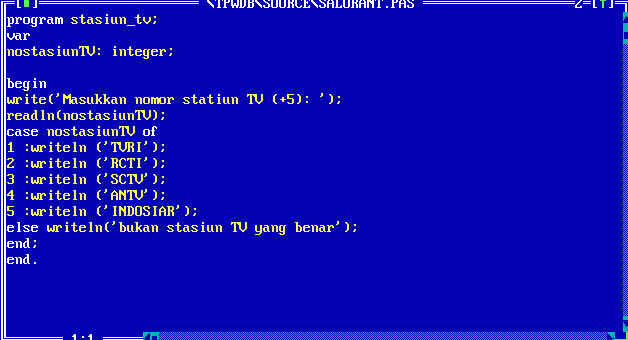 [■] \TPWDB\SOURCE\SALURANT.PAS 2=[↑]
program stasiun_tv;
var
nostasiunTV: integer;
begin
write('Masukkan nomor statiun TV (+5): ');
readln(nostasiunTV);
case nostasiunTV of
1 :writeln ('TVRI');
2 :writeln ('RCTI');
3 :writeln ('SCTV');
4 :writeln ('ANTV');
5 :writeln ('INDOSIAR');
else writeln('bukan stasiun TV yang benar');
end;
end.
1:1